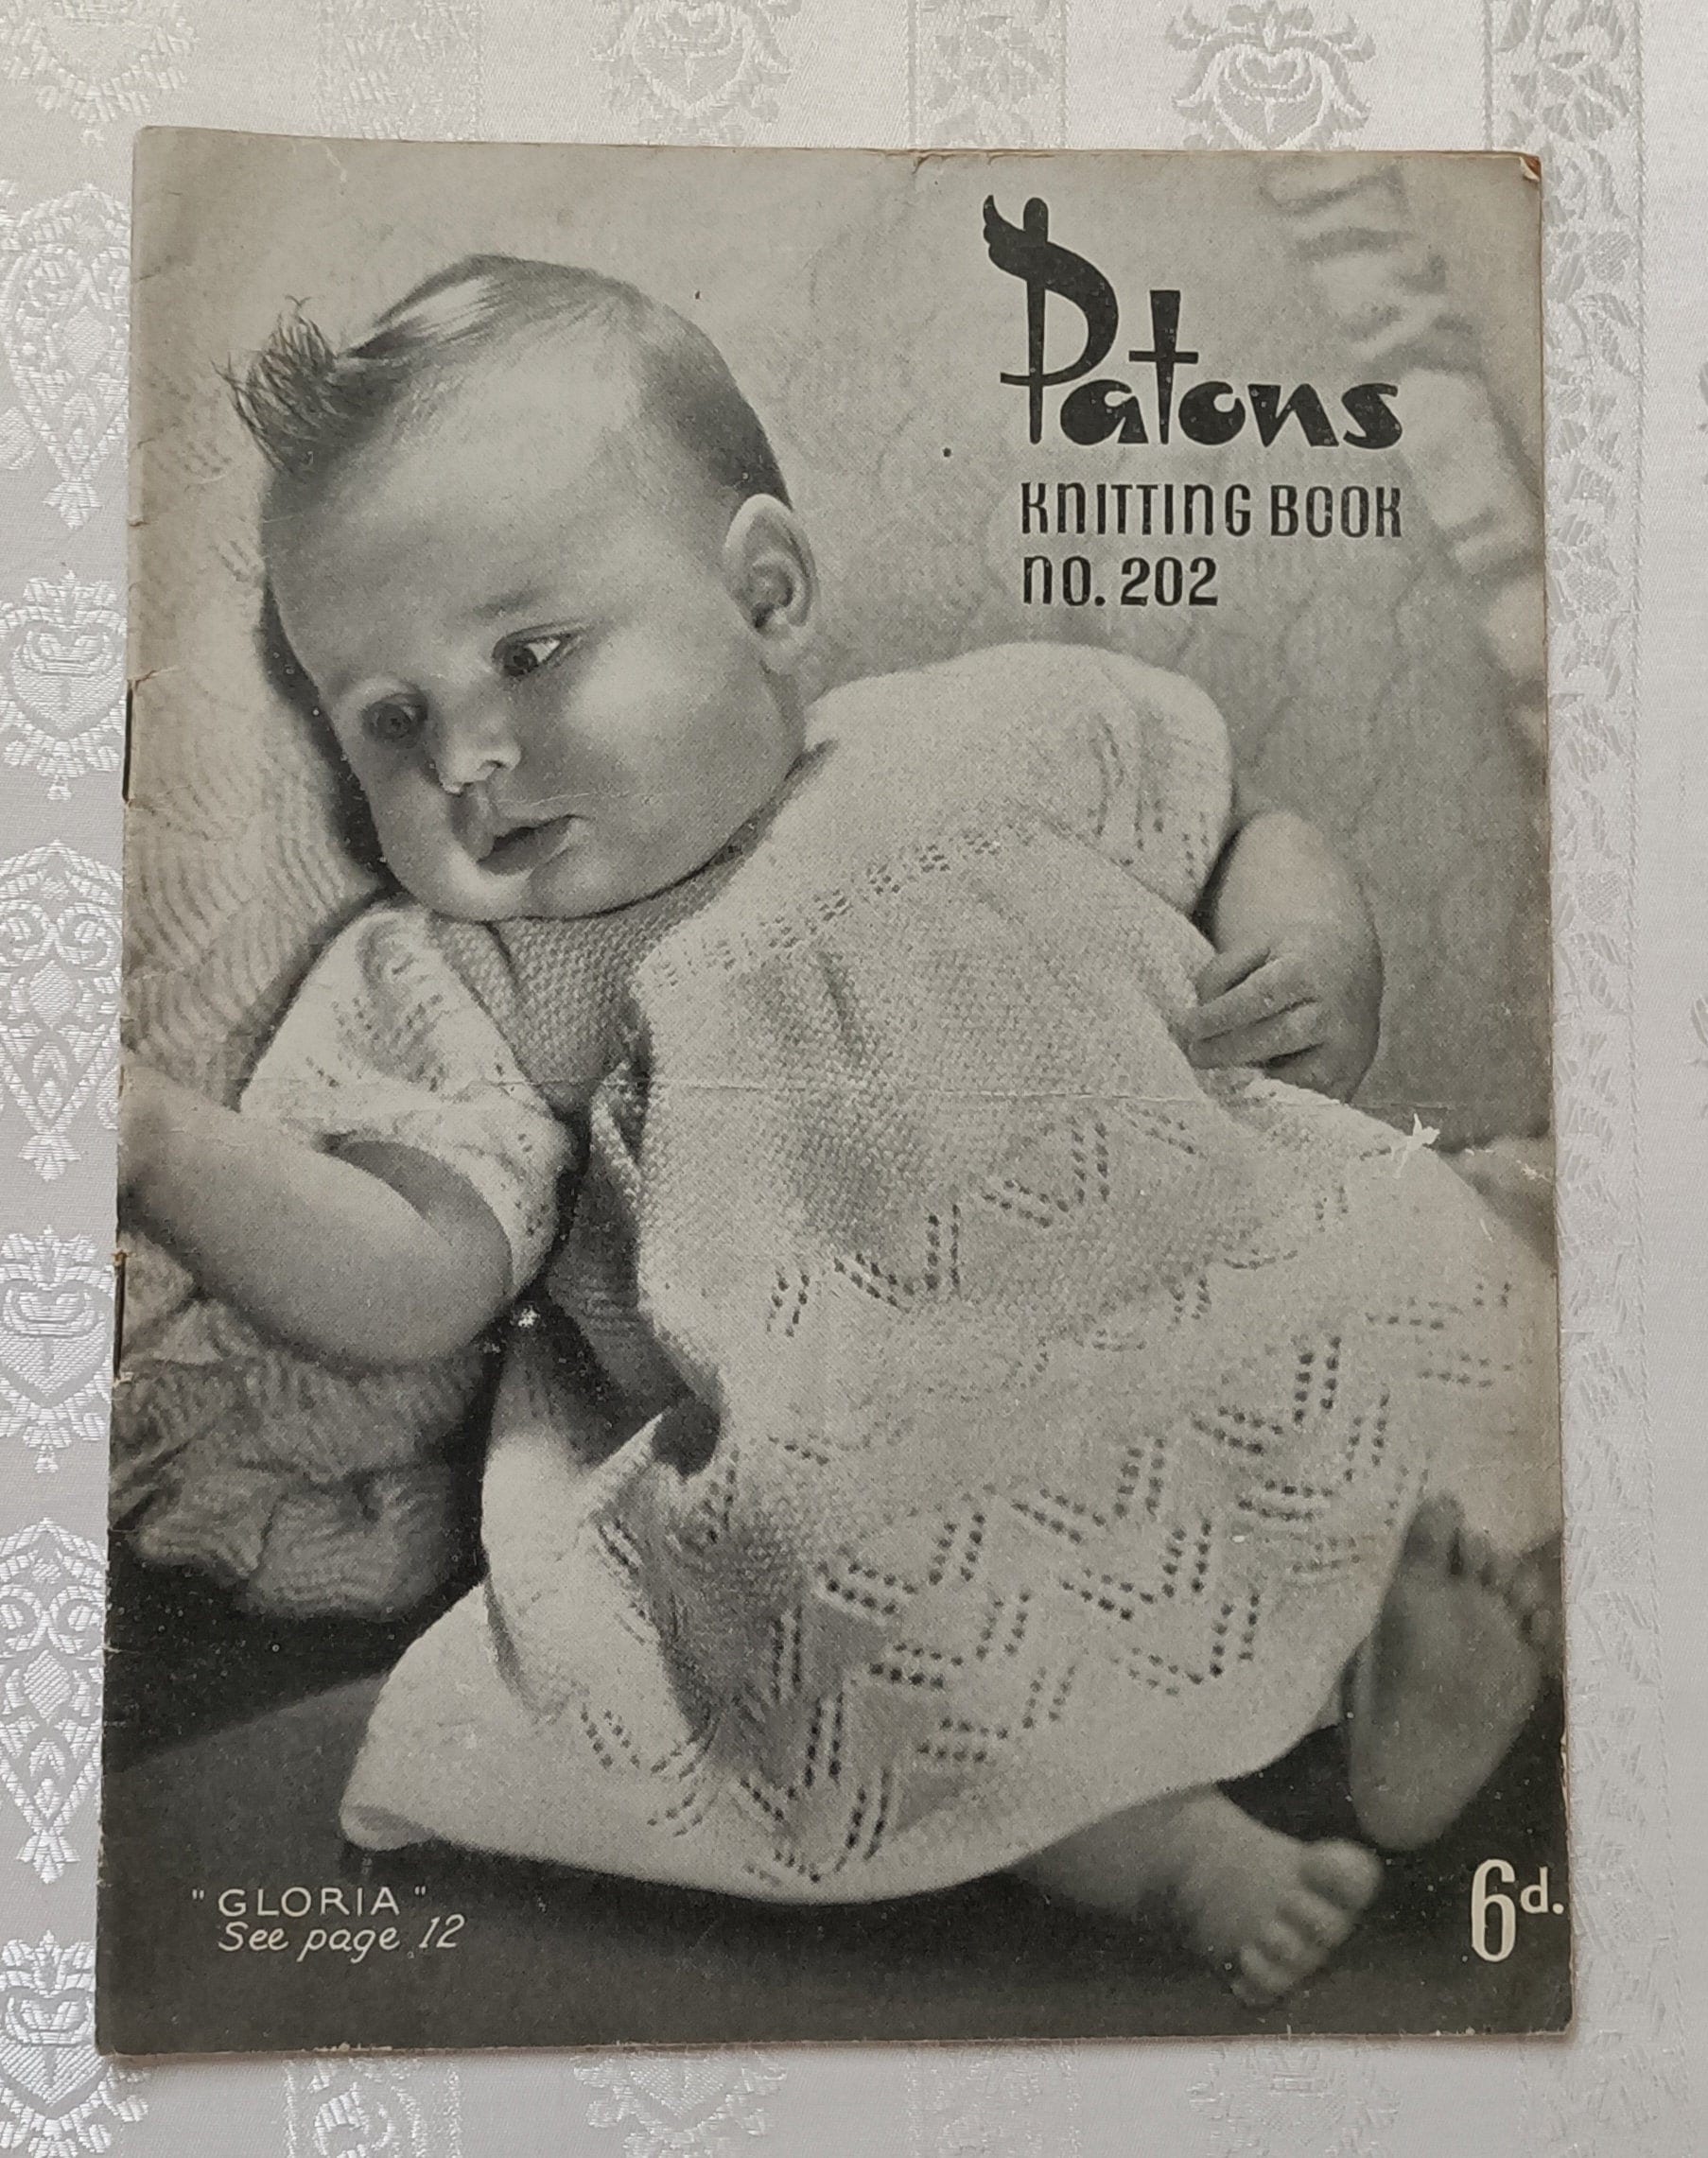 Patons
KNITTING BOOK
NO. 202
"GLORIA"
See page 12
6d.